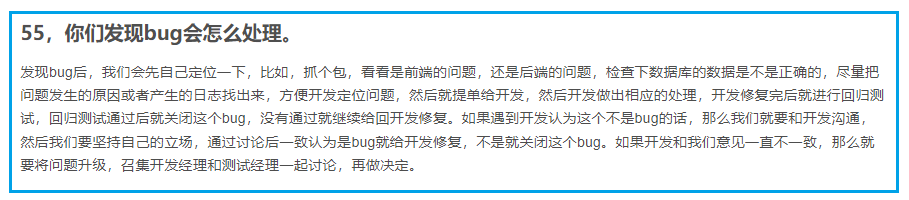 55，你们发现bug会怎么处理。
发现bug后，我们会先自己定位一下，比如，抓个包，看看是前端的问题，还是后端的问题，检查下数据库的数据是不是正确的，尽量把
问题发生的原因或者产生的日志找出来，方便开发定位问题，然后就提单给开发，然后开发做出相应的处理，开发修复完后就进行回归测
试，回归测试通过后就关闭这个bug，没有通过就继续给回开发修复。如果遇到开发认为这个不是bug的话，那么我们就要和开发沟通，
然后我们要坚持自己的立场，通过讨论后一致认为是bug就给开发修复，不是就关闭这个bug。如果开发和我们意见一直不一致，那么就
要将问题升级，召集开发经理和测试经理一起讨论，再做决定。